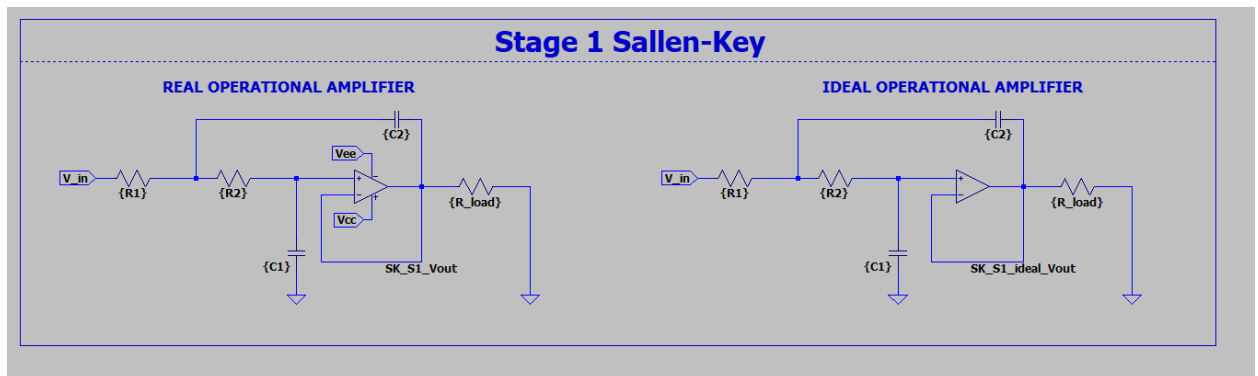 Stage 1 Sallen-Key
REAL OPERATIONAL AMPLIFIER
{C2}
Vee
V_in
{R1}
{R2}
+
-
-
+
Vcc
{R_load}
{C1}
SK_S1_Vout
IDEAL OPERATIONAL AMPLIFIER
{C2}
V_in
{R1}
{R2}
+
-
{R_load}
{C1}
SK_S1_ideal_Vout